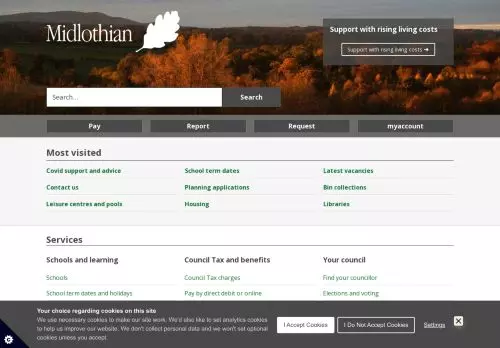 Midlothian
Support with rising living costs
Support with rising living costs ➜
Search...
Search
Pay
Report
Request
myaccount
Most visited
Covid support and advice
School term dates
Latest vacancies
Contact us
Planning applications
Bin collections
Leisure centres and pools
Housing
Libraries
Services
Schools and learning
Council Tax and benefits
Your council
Schools
Council Tax charges
Find your councillor
School term dates and holidays
Pay by direct debit or online
Elections and voting
Your choice regarding cookies on this site
We use necessary cookies to make our site work. We'd also like to set analytics cookies
to help us improve our website. We don't collect personal data and we won't set
optional cookies unless you accept.
I Accept Cookies
I Do Not Accept Cookies
Settings